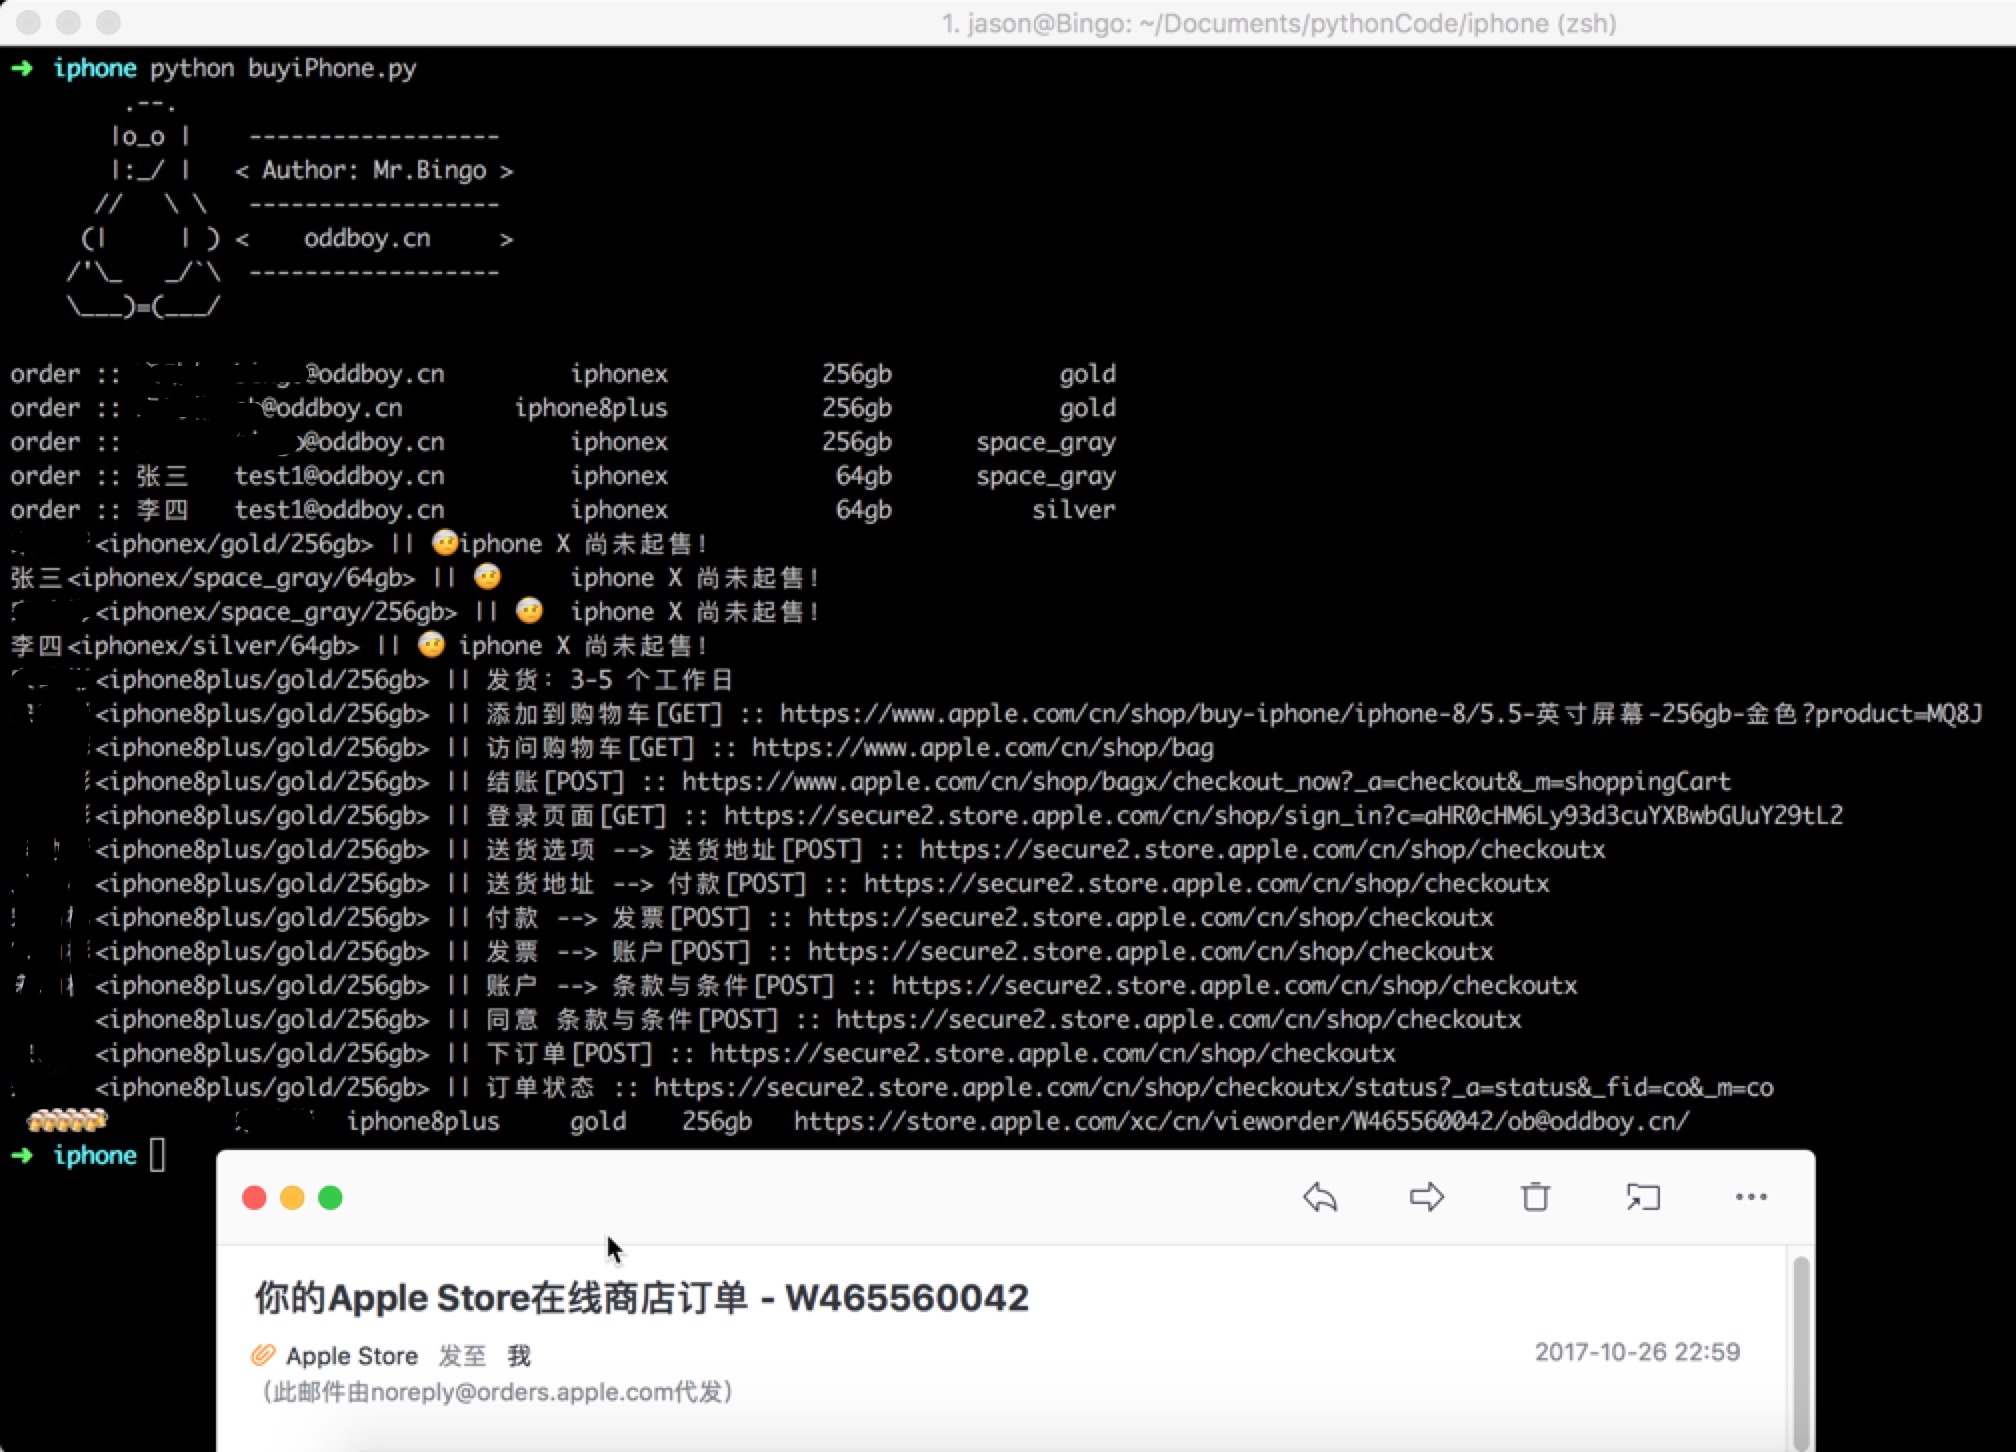 1. jason@Bingo: ~/Documents/pythonCode/iphone (zsh)
➜ iphone python buyiPhone.py
.--.
|o_o | ------------------
|:_/ | < Author: Mr.Bingo >
// \ \ ------------------
(| | ) < oddboy.cn >
/'\_ _/`\ ------------------
\___)=(___/
order :: @oddboy.cn iphonex 256gb gold
order :: @oddboy.cn iphone8plus 256gb gold
order :: @oddboy.cn iphonex 256gb space_gray
order :: 张三 test1@oddboy.cn iphonex 64gb space_gray
order :: 李四 test1@oddboy.cn iphonex 64gb silver
<iphonex/gold/256gb> || 🤕iphone X 尚未起售!
张三<iphonex/space_gray/64gb> || 🤕 iphone X 尚未起售!
<iphonex/space_gray/256gb> || 🤕 iphone X 尚未起售!
李四<iphonex/silver/64gb> || 🤕 iphone X 尚未起售!
<iphone8plus/gold/256gb> || 发货: 3-5 个工作日
<iphone8plus/gold/256gb> || 添加到购物车[GET] :: https://www.apple.com/cn/shop/buy-iphone/iphone-8/5.5-英寸屏幕-256gb-金色?product=MQ8J
<iphone8plus/gold/256gb> || 访问购物车[GET] :: https://www.apple.com/cn/shop/bag
<iphone8plus/gold/256gb> || 结账[POST] :: https://www.apple.com/cn/shop/bagx/checkout_now?_a=checkout&_m=shoppingCart
<iphone8plus/gold/256gb> || 登录页面[GET] :: https://secure2.store.apple.com/cn/shop/sign_in?c=aHR0cHM6Ly93d3cuYXBwbGUuY29tL2
<iphone8plus/gold/256gb> || 送货选项 --> 送货地址[POST] :: https://secure2.store.apple.com/cn/shop/checkoutx
<iphone8plus/gold/256gb> || 送货地址 --> 付款[POST] :: https://secure2.store.apple.com/cn/shop/checkoutx
<iphone8plus/gold/256gb> || 付款 --> 发票[POST] :: https://secure2.store.apple.com/cn/shop/checkoutx
<iphone8plus/gold/256gb> || 发票 --> 账户[POST] :: https://secure2.store.apple.com/cn/shop/checkoutx
<iphone8plus/gold/256gb> || 账户 --> 条款与条件[POST] :: https://secure2.store.apple.com/cn/shop/checkoutx
<iphone8plus/gold/256gb> || 同意 条款与条件[POST] :: https://secure2.store.apple.com/cn/shop/checkoutx
<iphone8plus/gold/256gb> || 下订单[POST] :: https://secure2.store.apple.com/cn/shop/checkoutx
<iphone8plus/gold/256gb> || 订单状态 :: https://secure2.store.apple.com/cn/shop/checkoutx/status?_a=status&_fid=co&_m=co
iphone8plus gold 256gb https://store.apple.com/xc/cn/vieworder/W465560042/ob@oddboy.cn/
➜ iphone
你的Apple Store在线商店订单 - W465560042
Apple Store 发至 我
2017-10-26 22:59
(此邮件由noreply@orders.apple.com代发)